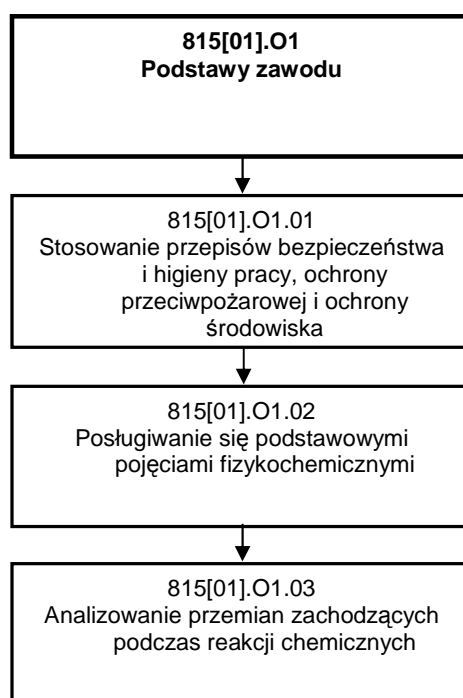 815[01].O1
Podstawy zawodu
815[01].O1.01
Stosowanie przepisów bezpieczeństwa
i higieny pracy, ochrony
przeciwpożarowej i ochrony
środowiska
815[01].O1.02
Posługiwanie się podstawowymi
pojęciami fizykochemicznymi
815[01].O1.03
Analizowanie przemian zachodzących
podczas reakcji chemicznych